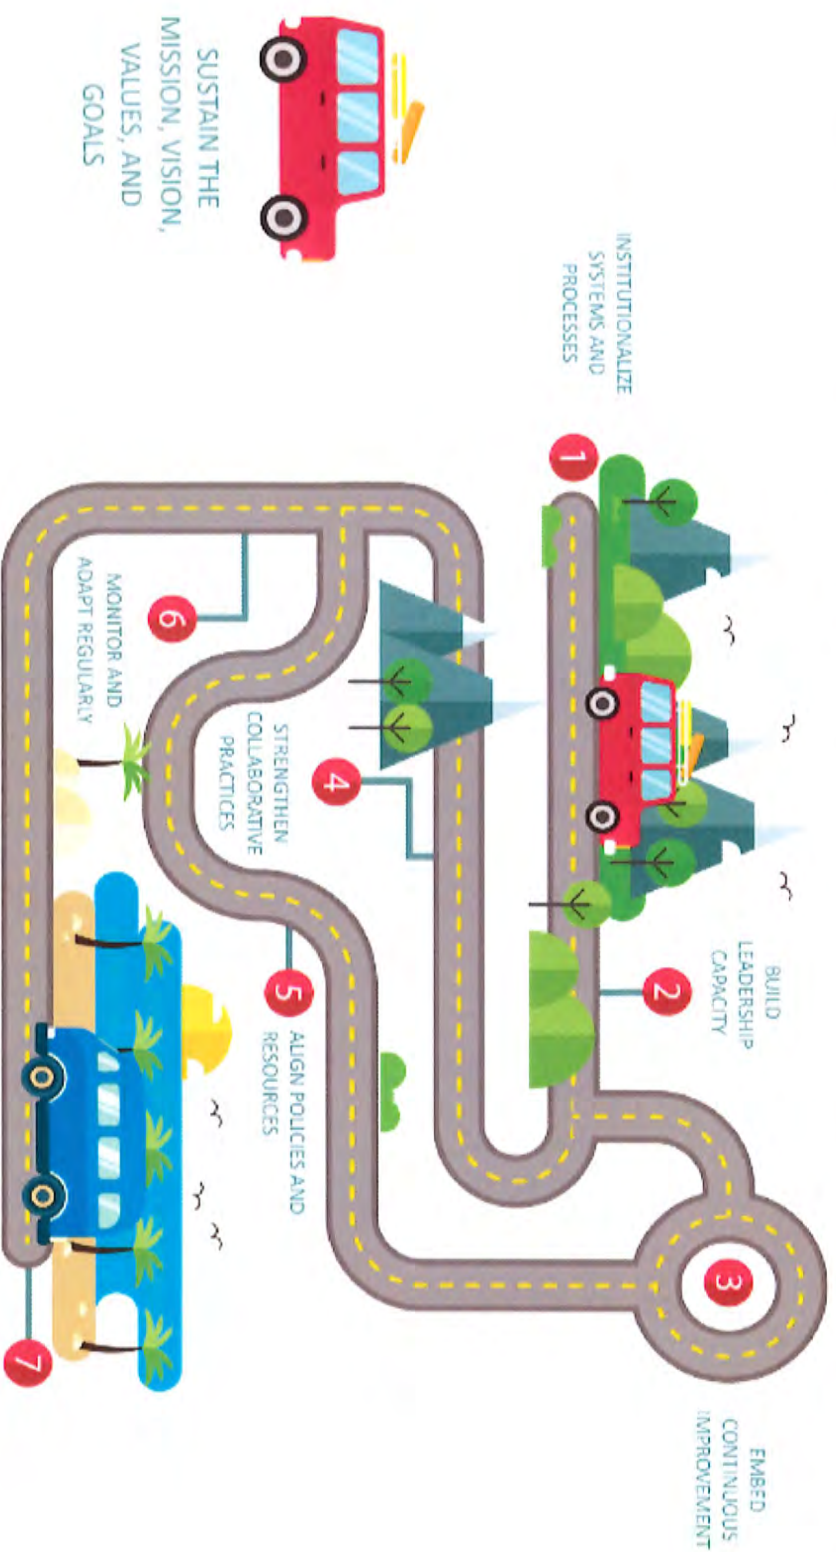 INSTITUTIONALIZE
SYSTEMS AND
PROCESSES
1
BUILD
LEADERSHIP
CAPACITY
2
EMBED
CONTINUOUS
IMPROVEMENT
3
STRENGTHEN
COLLABORATIVE
PRACTICES
4
ALIGN POLICIES AND
RESOURCES
5
MONITOR AND
ADAPT REGULARLY
6
7
SUSTAIN THE
MISSION, VISION,
VALUES, AND
GOALS